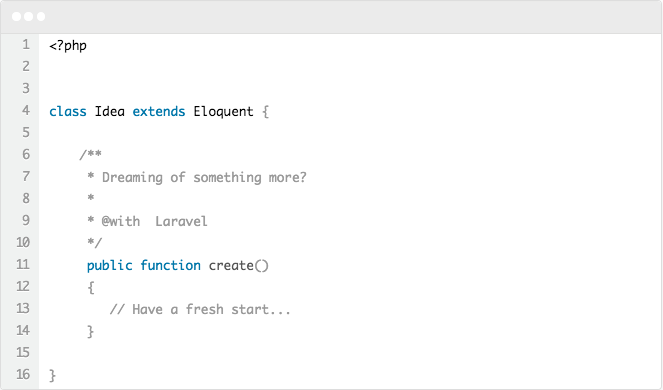 1 <?php
2
3
4 class Idea extends Eloquent {
5
6     /**
7      * Dreaming of something more?
8      *
9      * @with  Laravel
10      */
11      public function create()
12      {
13         // Have a fresh start...
14      }
15
16 }